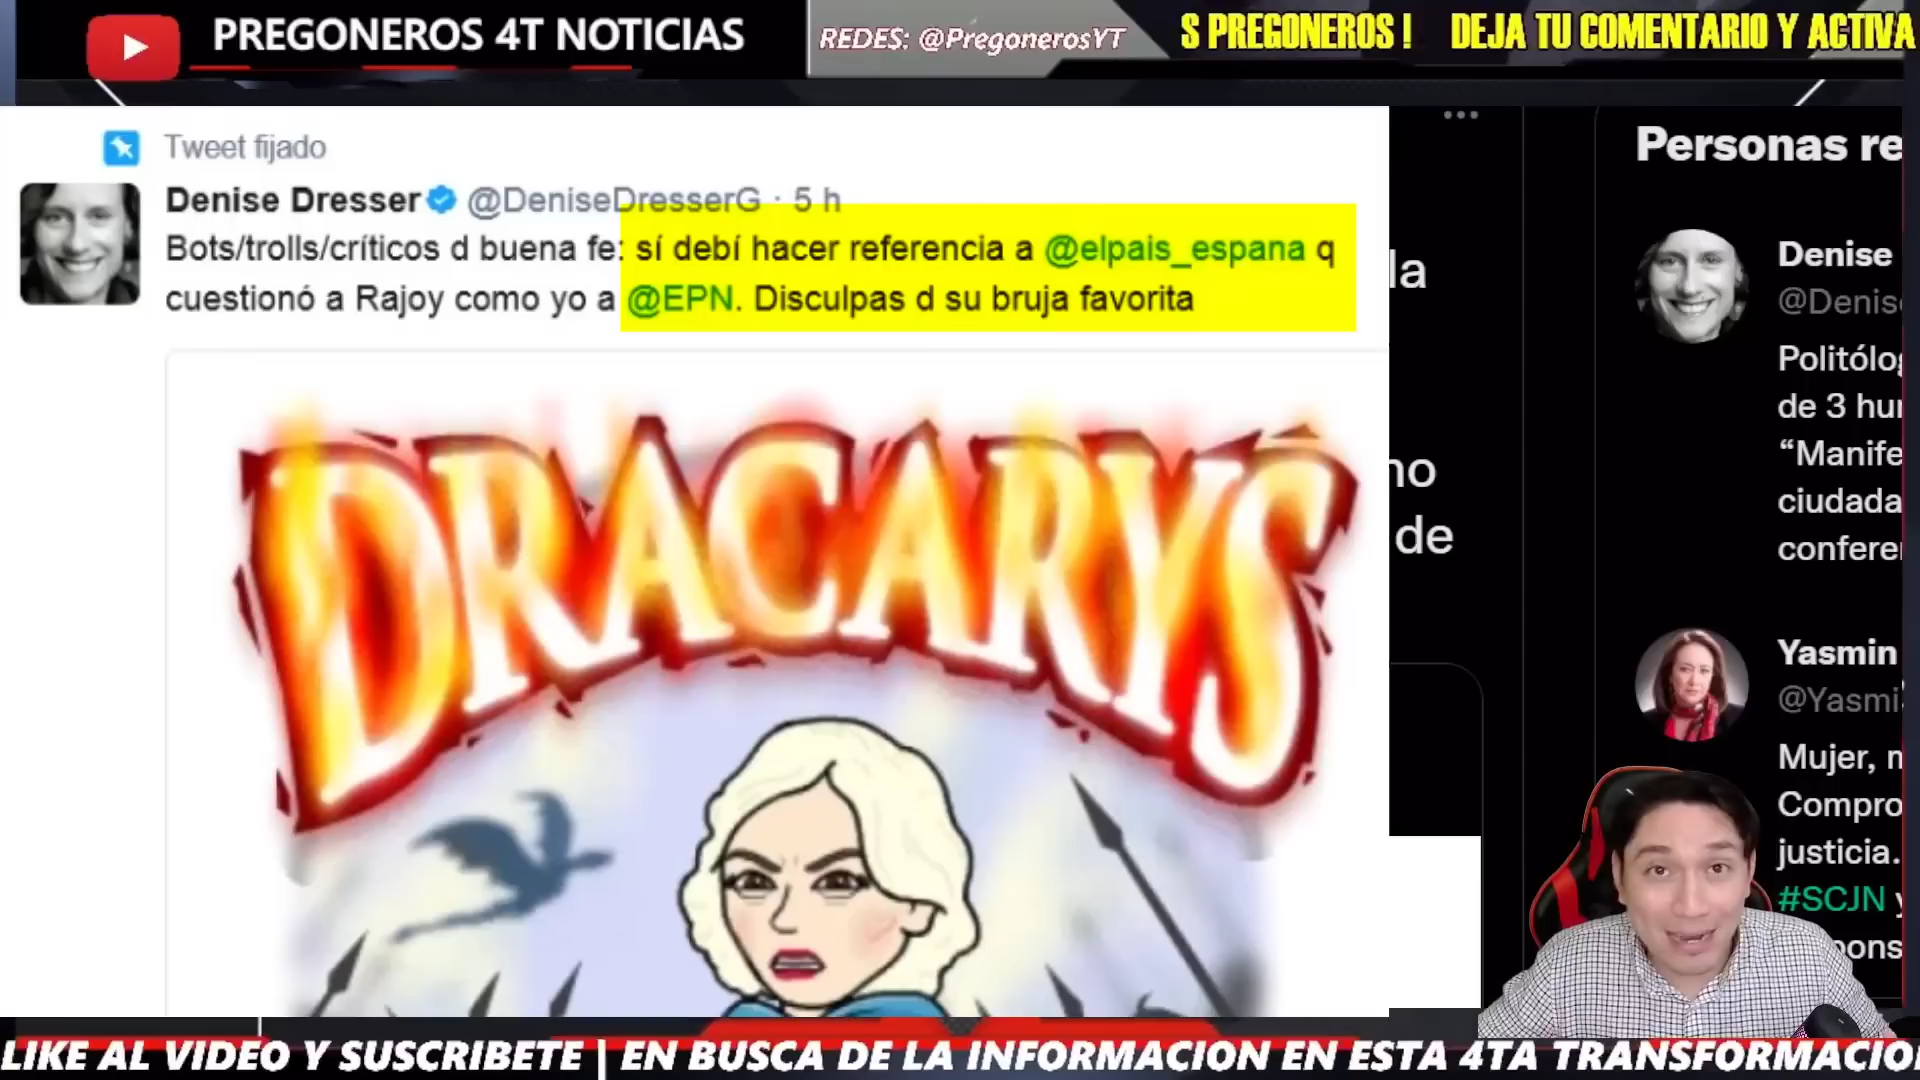 PREGONEROS 4T NOTICIAS
REDES: @PregonerosYT
S PREGONEROS ! DEJA TU COMENTARIO Y ACTIVA
Tweet fijado
Denise Dresser @DeniseDresserG · 5 h
Bots/trolls/críticos d buena fe: sí debí hacer referencia a @elpais_espana q
cuestionó a Rajoy como yo a @EPN. Disculpas d su bruja favorita
DRACARYS
la
no
de
Personas re
Denise
@Denis
Politólo
de 3 hu
“Manife
ciudada
confere
Yasmin
@Yasmi
Mujer, m
Compro
justicia.
#SCJN y
pons
LIKE AL VIDEO Y SUSCRIBETE | EN BUSCA DE LA INFORMACION EN ESTA 4TA TRANSFORMACIO